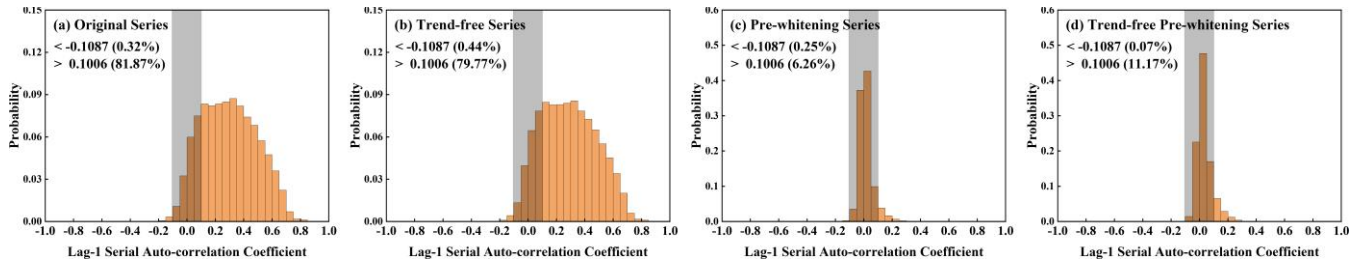 (a) Original Series
< -0.1087 (0.32%)
> 0.1006 (81.87%)
Probability
0.15
0.12
0.09
0.06
0.03
0.00
-1.0 -0.8 -0.6 -0.4 -0.2 0.0 0.2 0.4 0.6 0.8 1.0
Lag-1 Serial Auto-correlation Coefficient
(b) Trend-free Series
< -0.1087 (0.44%)
> 0.1006 (79.77%)
Probability
0.15
0.12
0.09
0.06
0.03
0.00
-1.0 -0.8 -0.6 -0.4 -0.2 0.0 0.2 0.4 0.6 0.8 1.0
Lag-1 Serial Auto-correlation Coefficient
(c) Pre-whitening Series
< -0.1087 (0.25%)
> 0.1006 (6.26%)
Probability
0.6
0.5
0.4
0.3
0.2
0.1
0.0
-1.0 -0.8 -0.6 -0.4 -0.2 0.0 0.2 0.4 0.6 0.8 1.0
Lag-1 Serial Auto-correlation Coefficient
(d) Trend-free Pre-whitening Series
< -0.1087 (0.07%)
> 0.1006 (11.17%)
Probability
0.6
0.5
0.4
0.3
0.2
0.1
0.0
-1.0 -0.8 -0.6 -0.4 -0.2 0.0 0.2 0.4 0.6 0.8 1.0
Lag-1 Serial Auto-correlation Coefficient